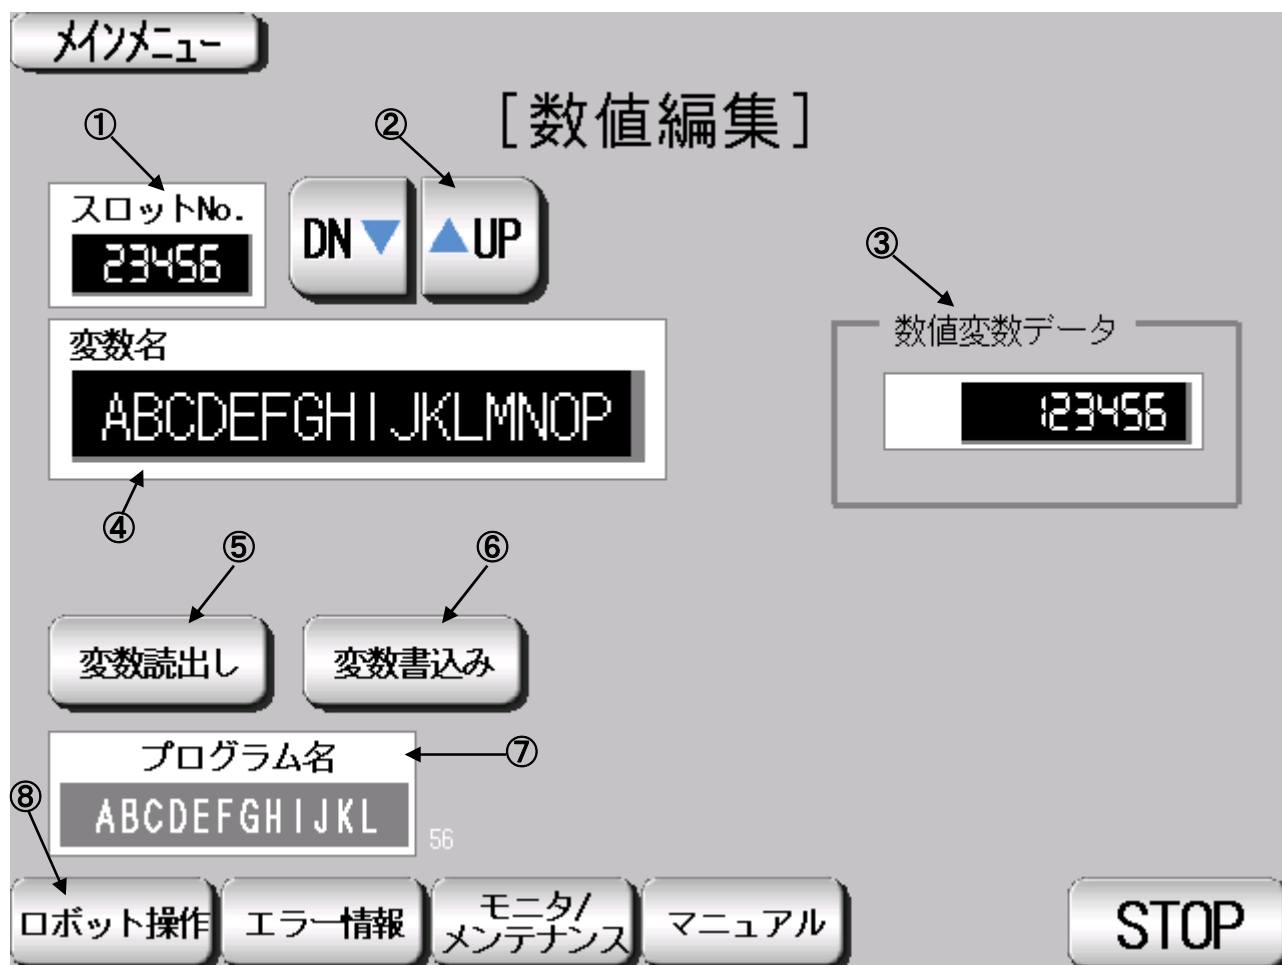 メインメニュー
[数値編集]
①
②
スロットNo.
23456
DN▼
▲UP
③
数値変数データ
123456
変数名
ABCDEFGHIJKLMNOP
④
⑤
⑥
変数読出し
変数書込み
プログラム名
⑦
ABCDEFGHIJKL
56
⑧
ロボット操作
エラー情報
モニタ/
メンテナンス
マニュアル
STOP